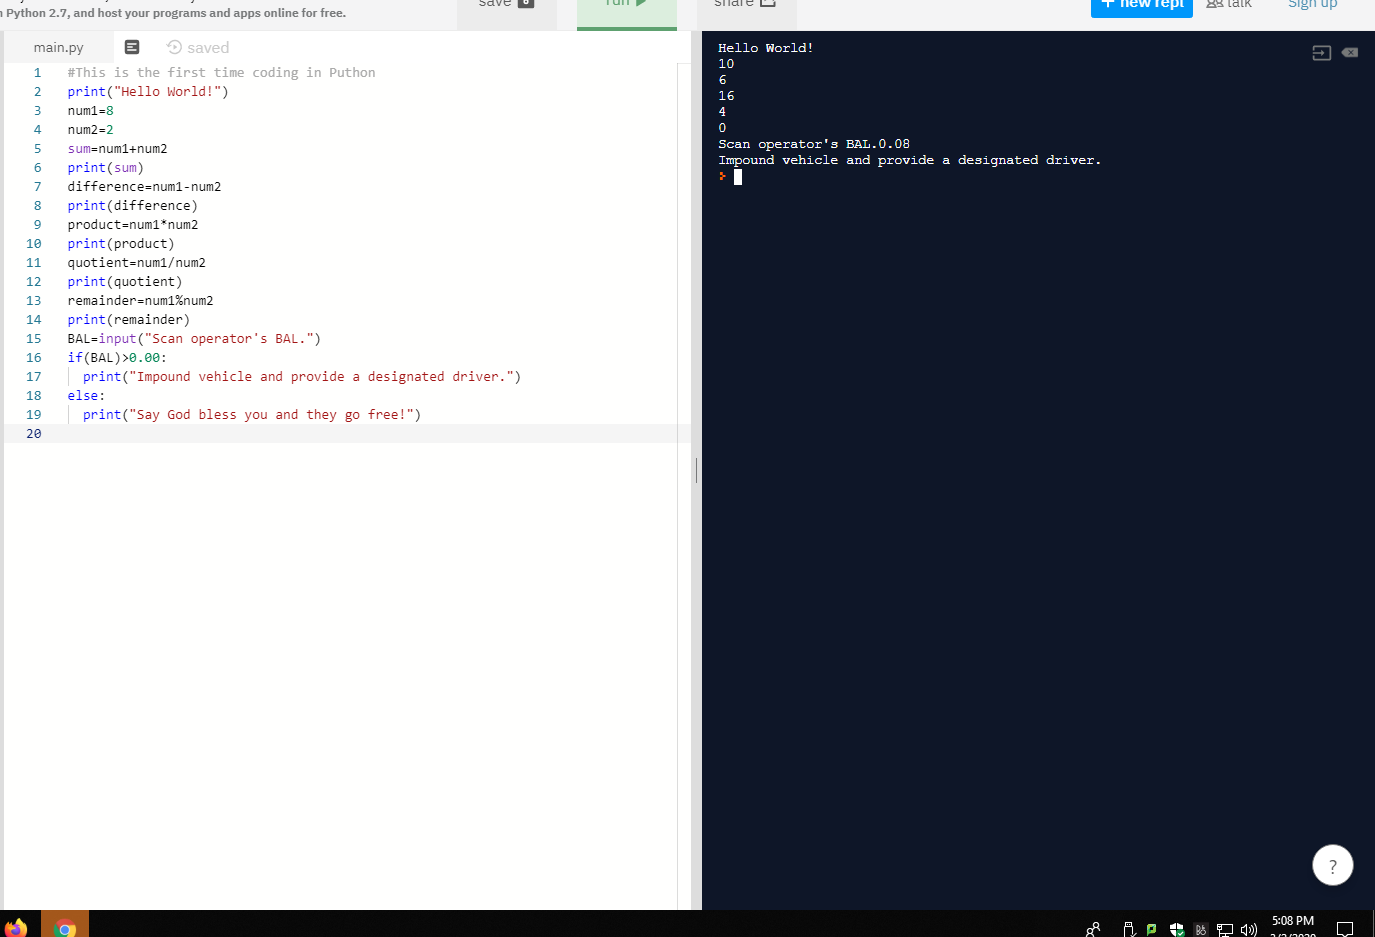 n Python 2.7, and host your programs and apps online for free.
save
run
share
+ new repl
talk
Sign up
main.py
saved
1 #This is the first time coding in Puthon
2 print("Hello World!")
3 num1=8
4 num2=2
5 sum=num1+num2
6 print(sum)
7 difference=num1-num2
8 print(difference)
9 product=num1*num2
10 print(product)
11 quotient=num1/num2
12 print(quotient)
13 remainder=num1%num2
14 print(remainder)
15 BAL=input("Scan operator's BAL.")
16 if(BAL)>0.00:
17 print("Impound vehicle and provide a designated driver.")
18 else:
19 print("Say God bless you and they go free!")
20
Hello World!
10
6
16
4
0
Scan operator's BAL.0.08
Impound vehicle and provide a designated driver.
>
?
5:08 PM